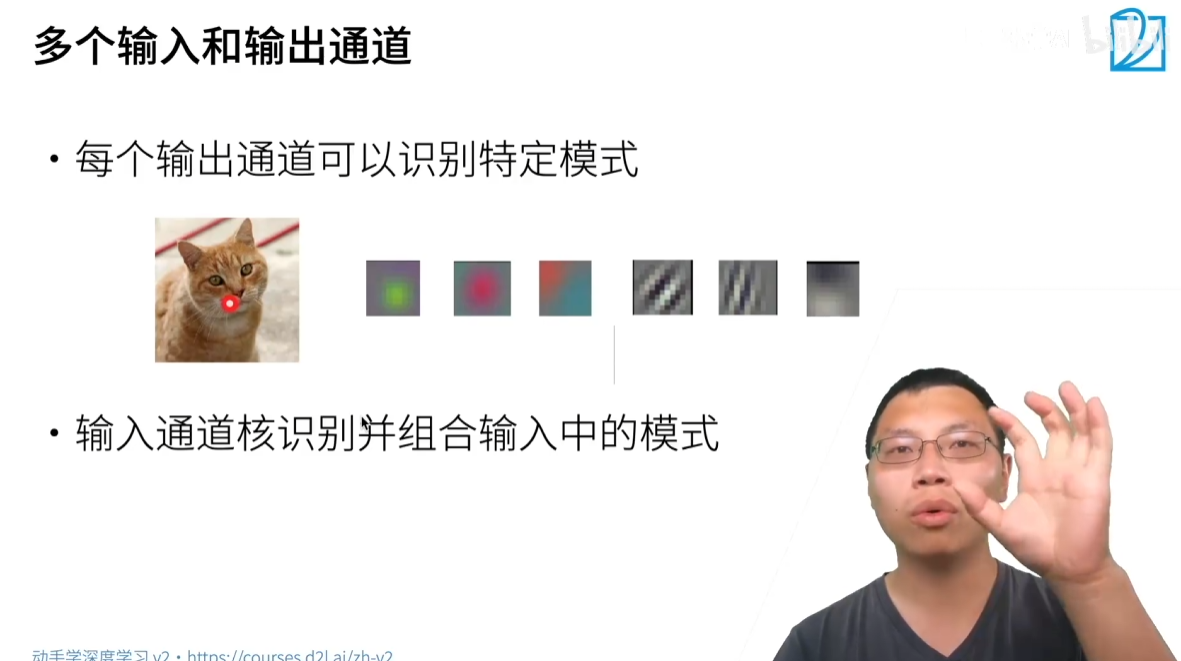 多个输入和输出通道
• 每个输出通道可以识别特定模式
• 输入通道核识别并组合输入中的模式
动手学深度学习 v2 • https://courses.d2l.ai/zh-v2